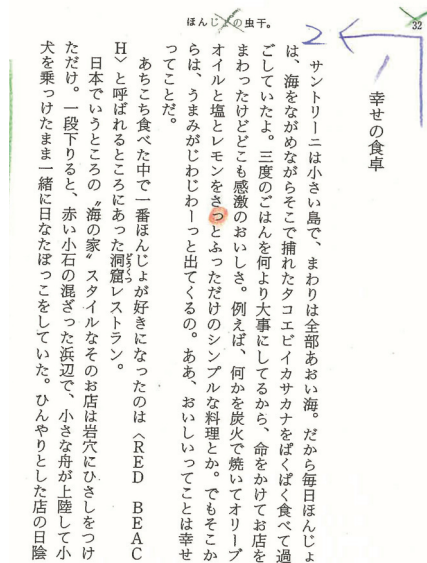 ほんじょの虫干。
32
2
幸せの食卓
サントリーニは小さい島で、まわりは全部あおい海。だから毎日ほんじょ
は、海をながめながらそこで捕れたタコエビイカサカナをぱくぱく食べて過
ごしていたよ。三度のごはんを何より大事にしてるから、命をかけてお店を
まわったけどどこも感激のおいしさ。例えば、何かを炭火で焼いてオリーブ
オイルと塩とレモンをさっとふっただけのシンプルな料理とか。でもそこか
らは、うまみがじわじわーっと出てくるの。ああ、おいしいってことは幸せ
ってことだ。
あちこち食べた中で一番ほんじょが好きになったのは〈RED BEAC
H〉と呼ばれるところにあった洞窟レストラン。
どうくつ
日本でいうところの〝海の家〟スタイルなそのお店は岩穴にひさしをつけ
ただけ。一段下りると、赤い小石の混ざった浜辺で、小さな舟が上陸して小
犬を乗っけたまま一緒に日なたぼっこをしていた。ひんやりとした店の日陰